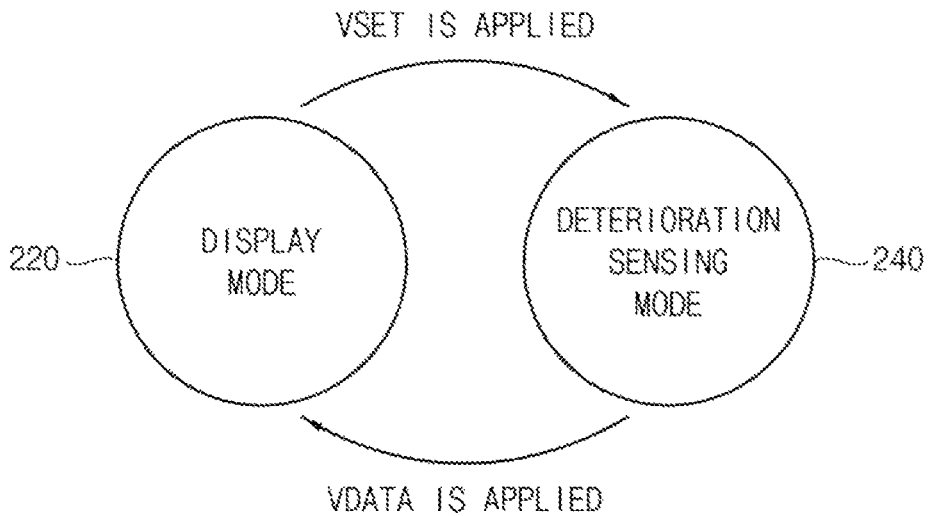 VSET IS APPLIED
DISPLAY
MODE
DETERIORATION
SENSING
MODE
220
240
VDATA IS APPLIED